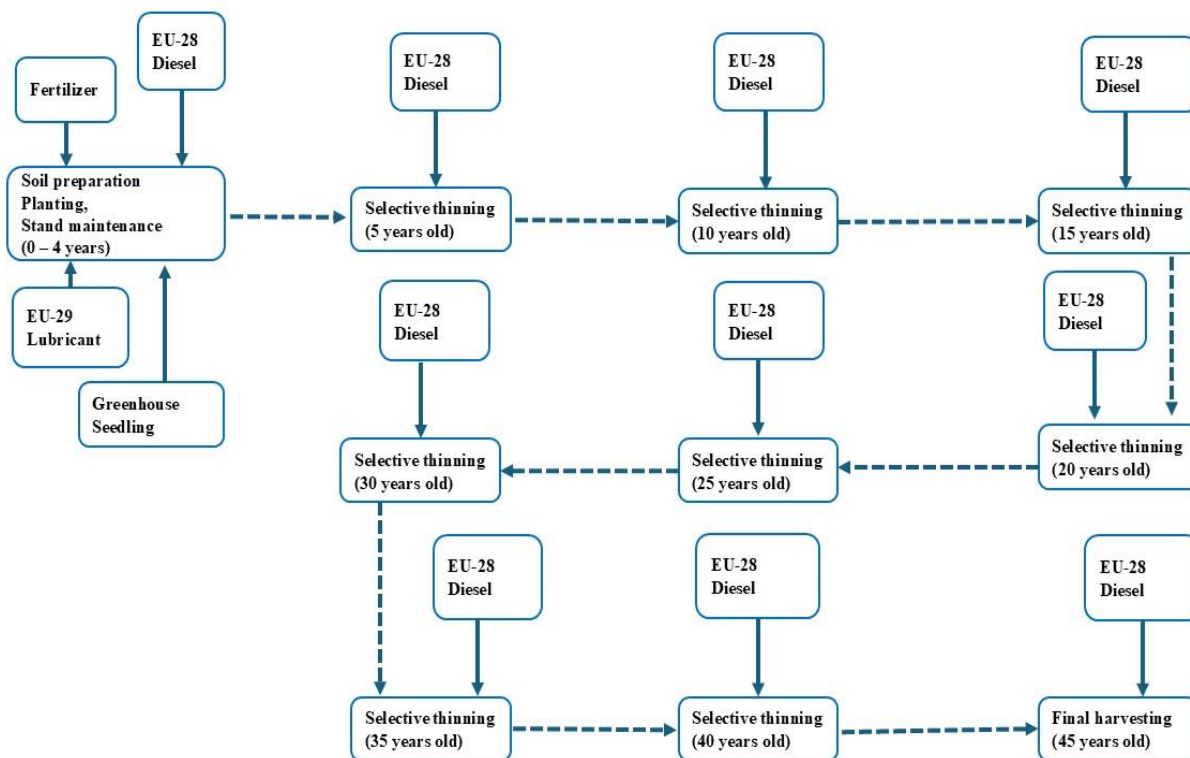 EU-28
Diesel
Fertilizer
EU-28
Diesel
EU-28
Diesel
EU-28
Diesel
Soil preparation
Planting,
Stand maintenance
(0 – 4 years)
Selective thinning
(5 years old)
Selective thinning
(10 years old)
Selective thinning
(15 years old)
EU-29
Lubricant
Greenhouse
Seedling
EU-28
Diesel
EU-28
Diesel
EU-28
Diesel
Selective thinning
(30 years old)
Selective thinning
(25 years old)
Selective thinning
(20 years old)
EU-28
Diesel
EU-28
Diesel
EU-28
Diesel
Selective thinning
(35 years old)
Selective thinning
(40 years old)
Final harvesting
(45 years old)